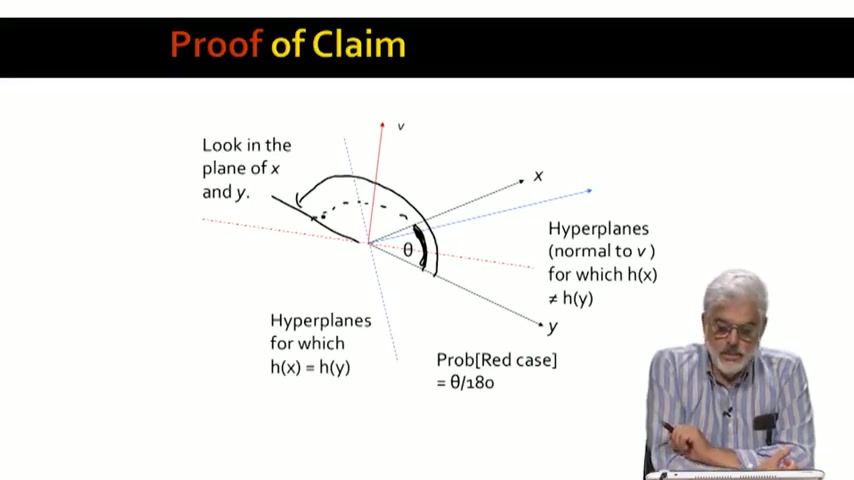 Proof of Claim
v
Look in the
plane of x
and y.
x
θ
Hyperplanes
(normal to v )
for which h(x)
≠ h(y)
Hyperplanes
for which
h(x) = h(y)
y
Prob[Red case]
= θ/180